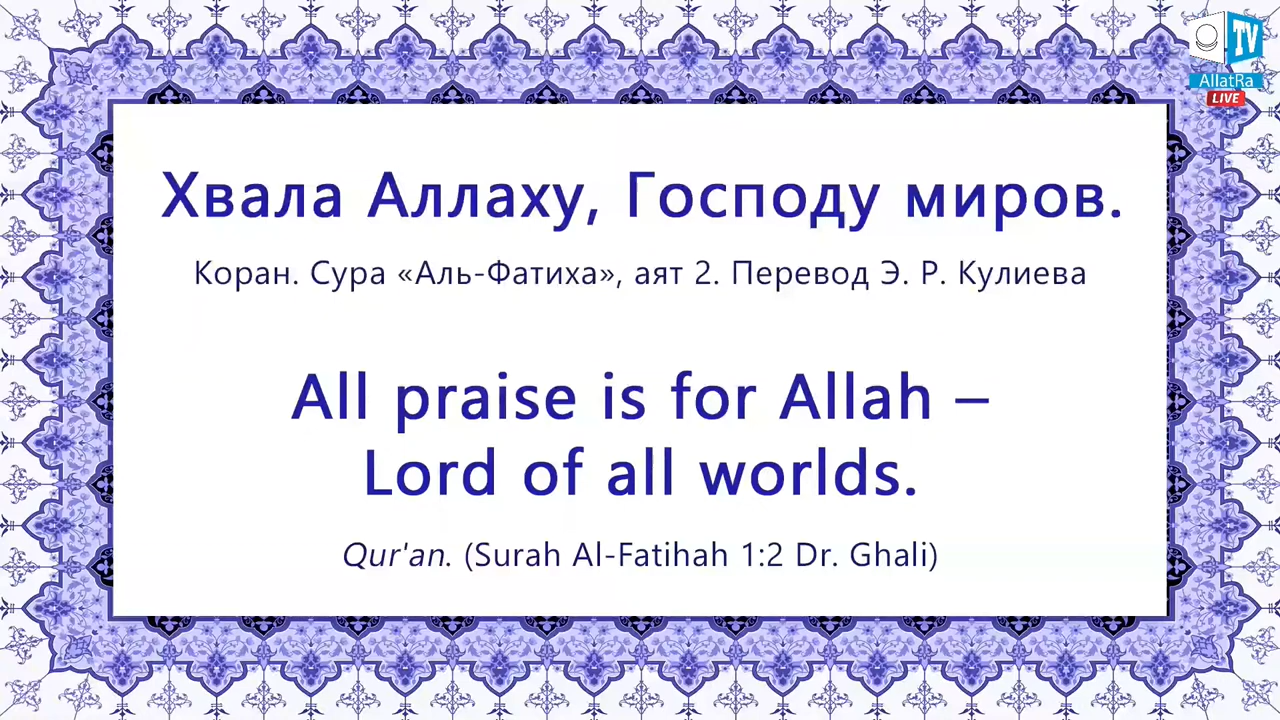 TV
AllatRa
LIVE
Хвала Аллаху, Господу миров.
Коран. Сура «Аль-Фатиха», аят 2. Перевод Э. Р. Кулиева
All praise is for Allah –
Lord of all worlds.
Qur'an. (Surah Al-Fatihah 1:2 Dr. Ghali)